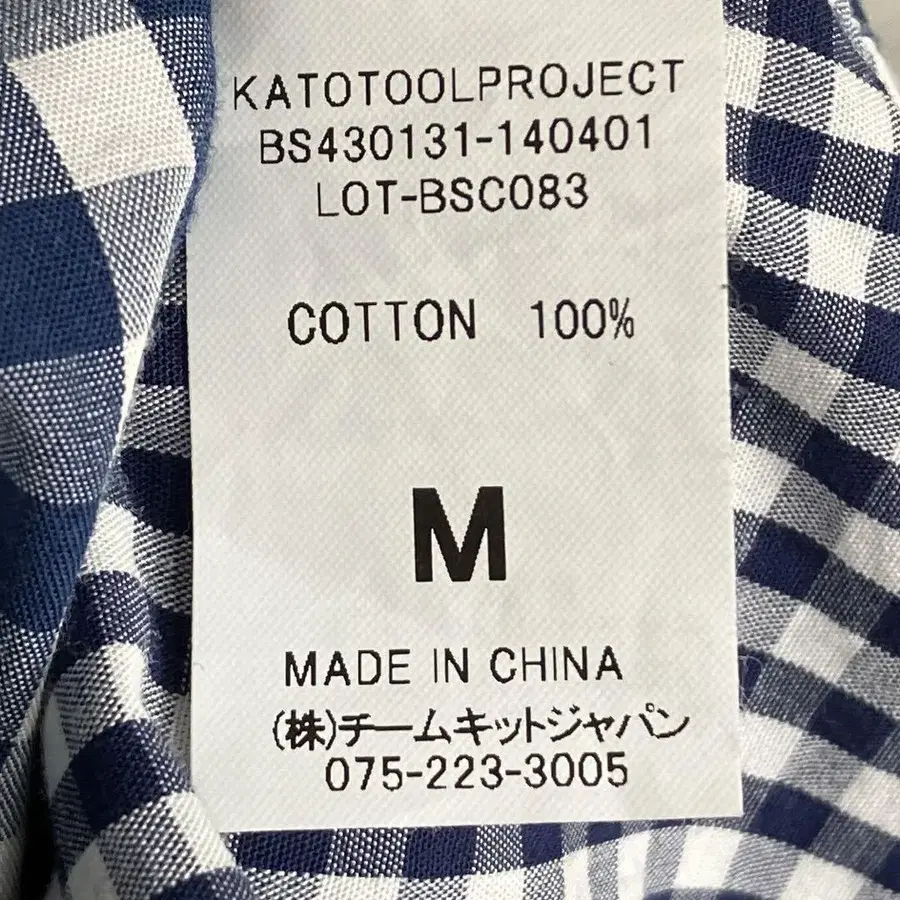 KATOTOOLPROJECT
BS430131-140401
LOT-BSC083
COTTON 100%
M
MADE IN CHINA
(株)チームキットジャパン
075-223-3005